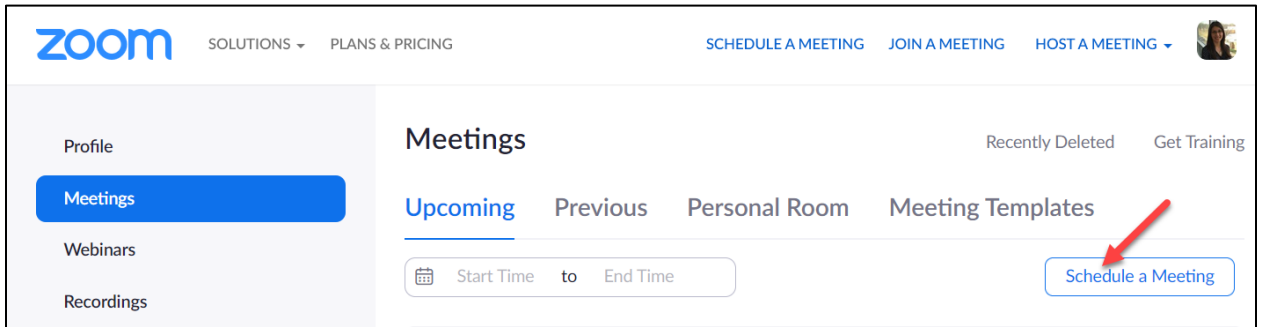 zoom SOLUTIONS PLANS & PRICING SCHEDULE A MEETING JOIN A MEETING HOST A MEETING
Profile
Meetings
Webinars
Recordings
Meetings Recently Deleted Get Training
Upcoming Previous Personal Room Meeting Templates
Start Time to End Time Schedule a Meeting